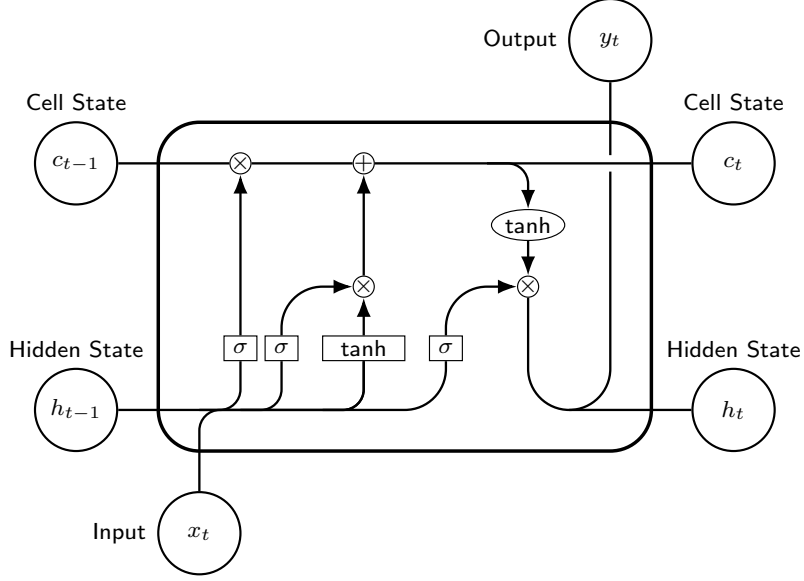 Output
y_t
Cell State
Cell State
c_{t−1}
× + c_t
tanh
× ×
Hidden State
σ σ tanh σ
Hidden State
h_{t−1}
h_t
Input
x_t